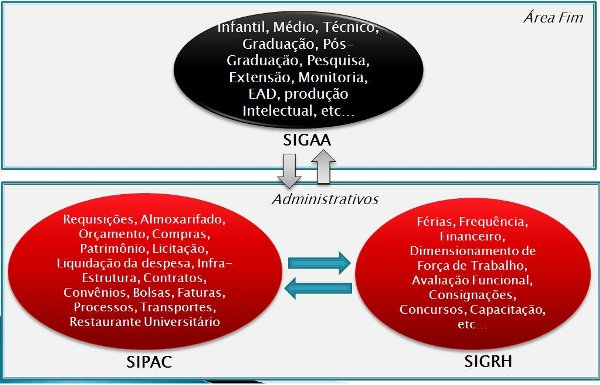 Área Fim
Infantil, Médio, Técnico,
Graduação, Pós-
Graduação, Pesquisa,
Extensão, Monitoria,
EAD, produção
Intelectual, etc...
SIGAA
Administrativos
Requisições, Almoxarifado,
Orçamento, Compras,
Patrimônio, Licitação,
Liquidação da despesa, Infra-
Estrutura, Contratos,
Convênios, Bolsas, Faturas,
Processos, Transportes,
Restaurante Universitário
SIPAC
Férias, Frequência,
Financeiro,
Dimensionamento de
Força de Trabalho,
Avaliação Funcional,
Consignações,
Concursos, Capacitação,
etc...
SIGRH